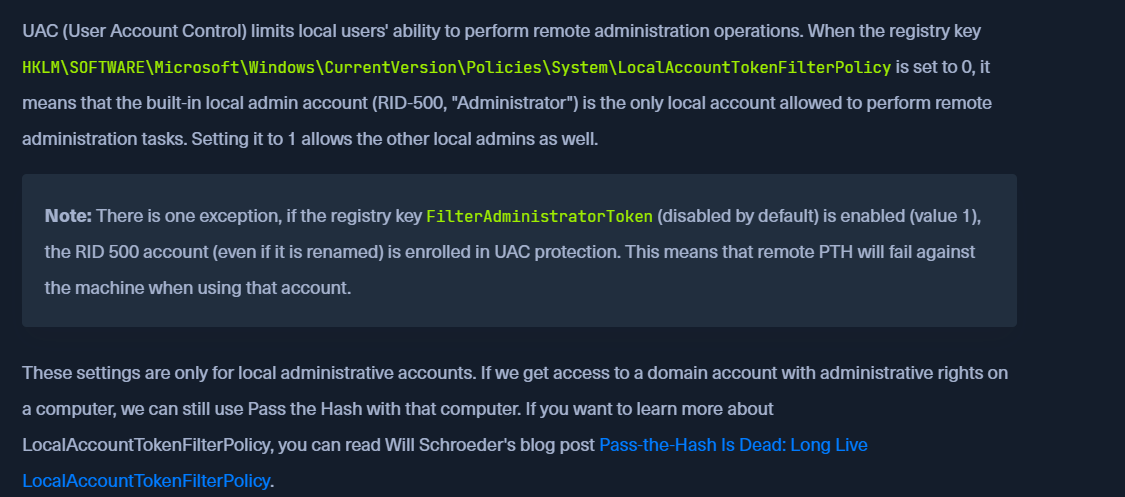 UAC (User Account Control) limits local users' ability to perform remote administration operations. When the registry key
HKLM\SOFTWARE\Microsoft\Windows\CurrentVersion\Policies\System\LocalAccountTokenFilterPolicy is set to 0, it
means that the built-in local admin account (RID-500, "Administrator") is the only local account allowed to perform remote
administration tasks. Setting it to 1 allows the other local admins as well.
Note: There is one exception, if the registry key FilterAdministratorToken (disabled by default) is enabled (value 1),
the RID 500 account (even if it is renamed) is enrolled in UAC protection. This means that remote PTH will fail against
the machine when using that account.
These settings are only for local administrative accounts. If we get access to a domain account with administrative rights on
a computer, we can still use Pass the Hash with that computer. If you want to learn more about
LocalAccountTokenFilterPolicy, you can read Will Schroeder's blog post Pass-the-Hash Is Dead: Long Live
LocalAccountTokenFilterPolicy.